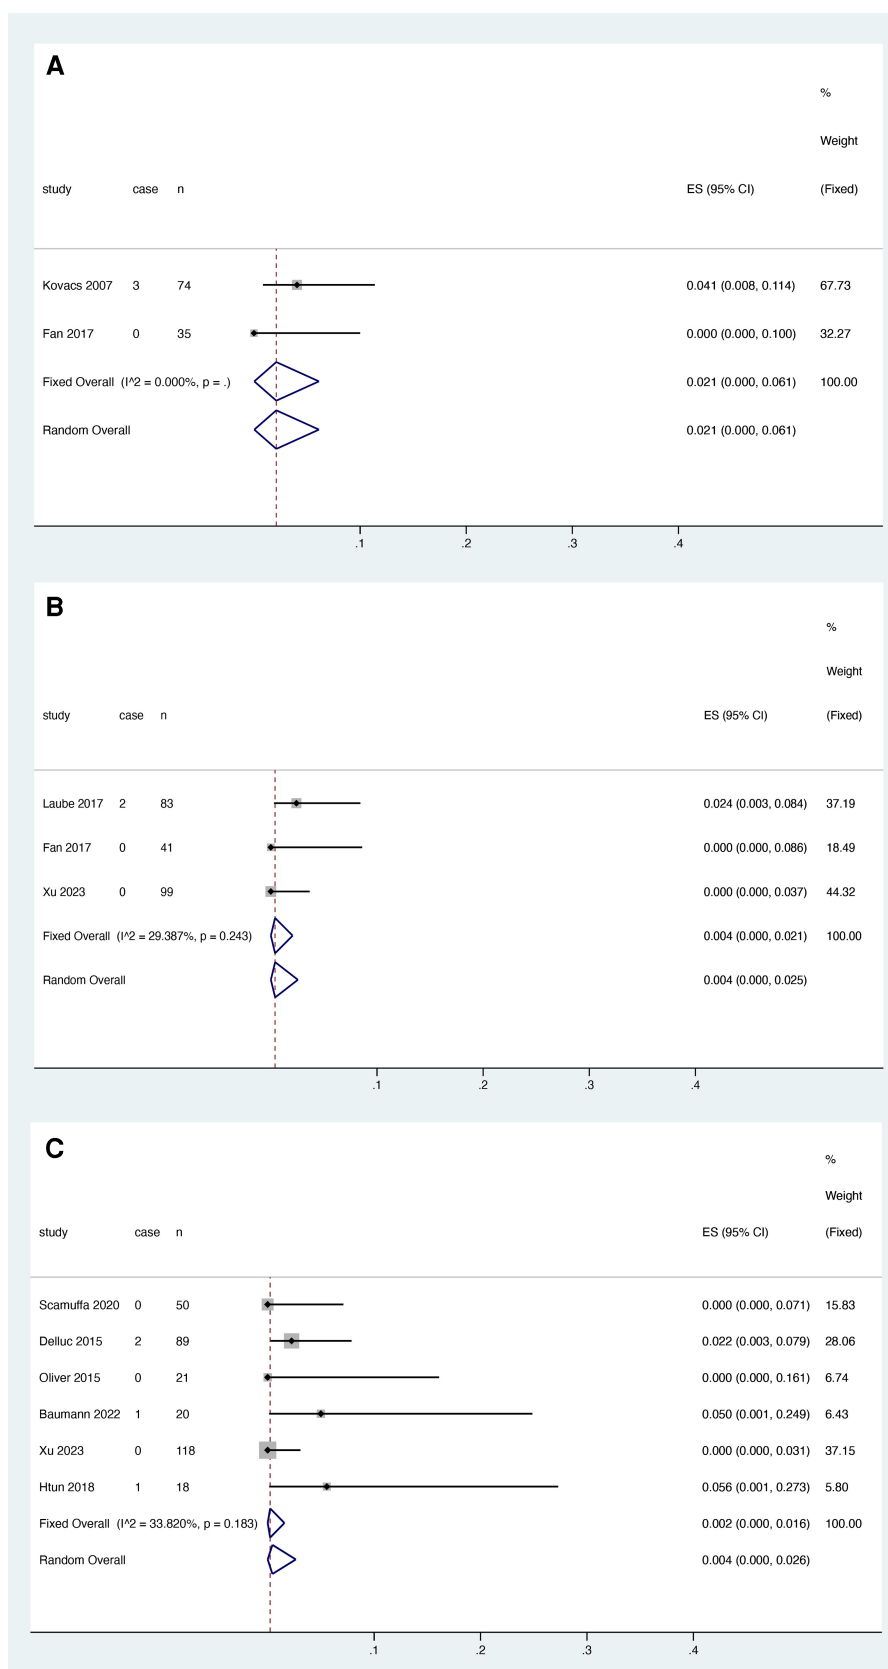 A
%
Weight
study case n ES (95% CI) (Fixed)
Kovacs 2007 3 74 0.041 (0.008, 0.114) 67.73
Fan 2017 0 35 0.000 (0.000, 0.100) 32.27
Fixed Overall (I^2 = 0.000%, p = .) 0.021 (0.000, 0.061) 100.00
Random Overall 0.021 (0.000, 0.061)
.1 .2 .3 .4
B
%
Weight
study case n ES (95% CI) (Fixed)
Laube 2017 2 83 0.024 (0.003, 0.084) 37.19
Fan 2017 0 41 0.000 (0.000, 0.086) 18.49
Xu 2023 0 99 0.000 (0.000, 0.037) 44.32
Fixed Overall (I^2 = 29.387%, p = 0.243) 0.004 (0.000, 0.021) 100.00
Random Overall 0.004 (0.000, 0.025)
.1 .2 .3 .4
C
%
Weight
study case n ES (95% CI) (Fixed)
Scamuffa 2020 0 50 0.000 (0.000, 0.071) 15.83
Delluc 2015 2 89 0.022 (0.003, 0.079) 28.06
Oliver 2015 0 21 0.000 (0.000, 0.161) 6.74
Baumann 2022 1 20 0.050 (0.001, 0.249) 6.43
Xu 2023 0 118 0.000 (0.000, 0.031) 37.15
Htun 2018 1 18 0.056 (0.001, 0.273) 5.80
Fixed Overall (I^2 = 33.820%, p = 0.183) 0.002 (0.000, 0.016) 100.00
Random Overall 0.004 (0.000, 0.026)
.1 .2 .3 .4